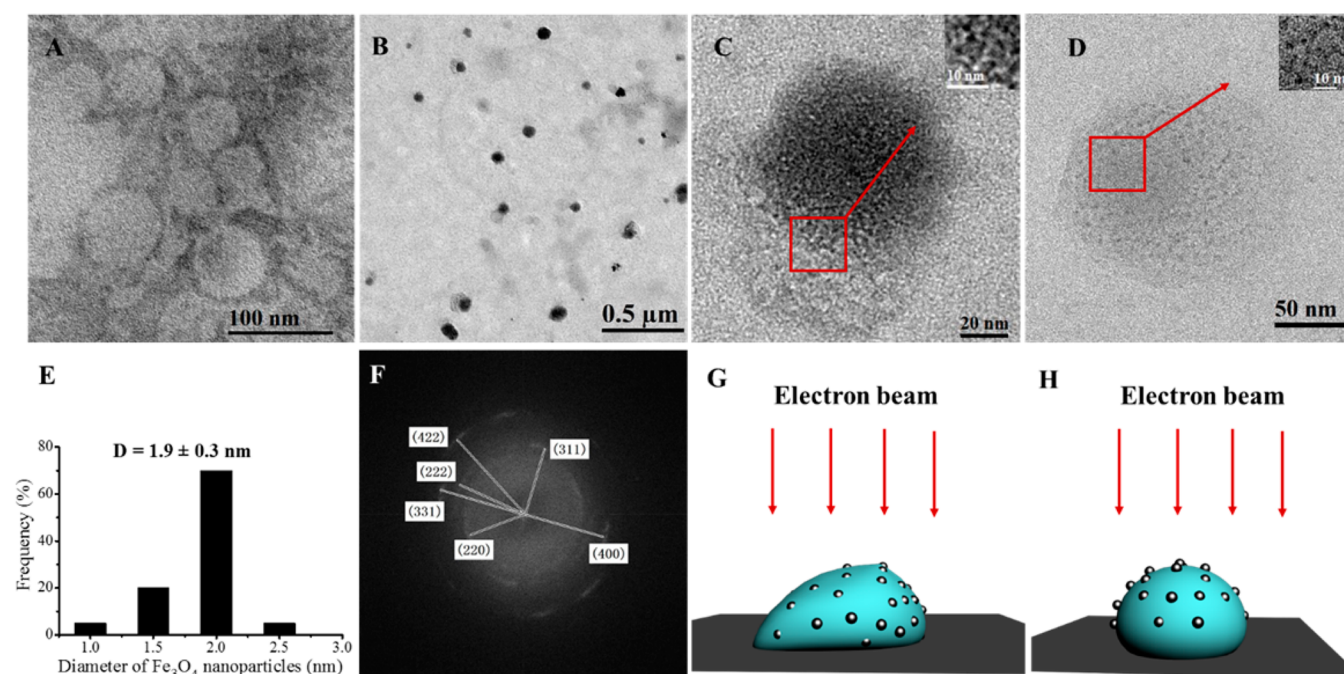 A
100 nm
B
0.5 μm
C
10 nm
20 nm
D
10 nm
50 nm
E
D = 1.9 ± 0.3 nm
Frequency (%)
80
60
40
20
0
1.0 1.5 2.0 2.5 3.0
Diameter of Fe₃O₄ nanoparticles (nm)
F
(422)
(311)
(222)
(331)
(220)
(400)
G
Electron beam
H
Electron beam